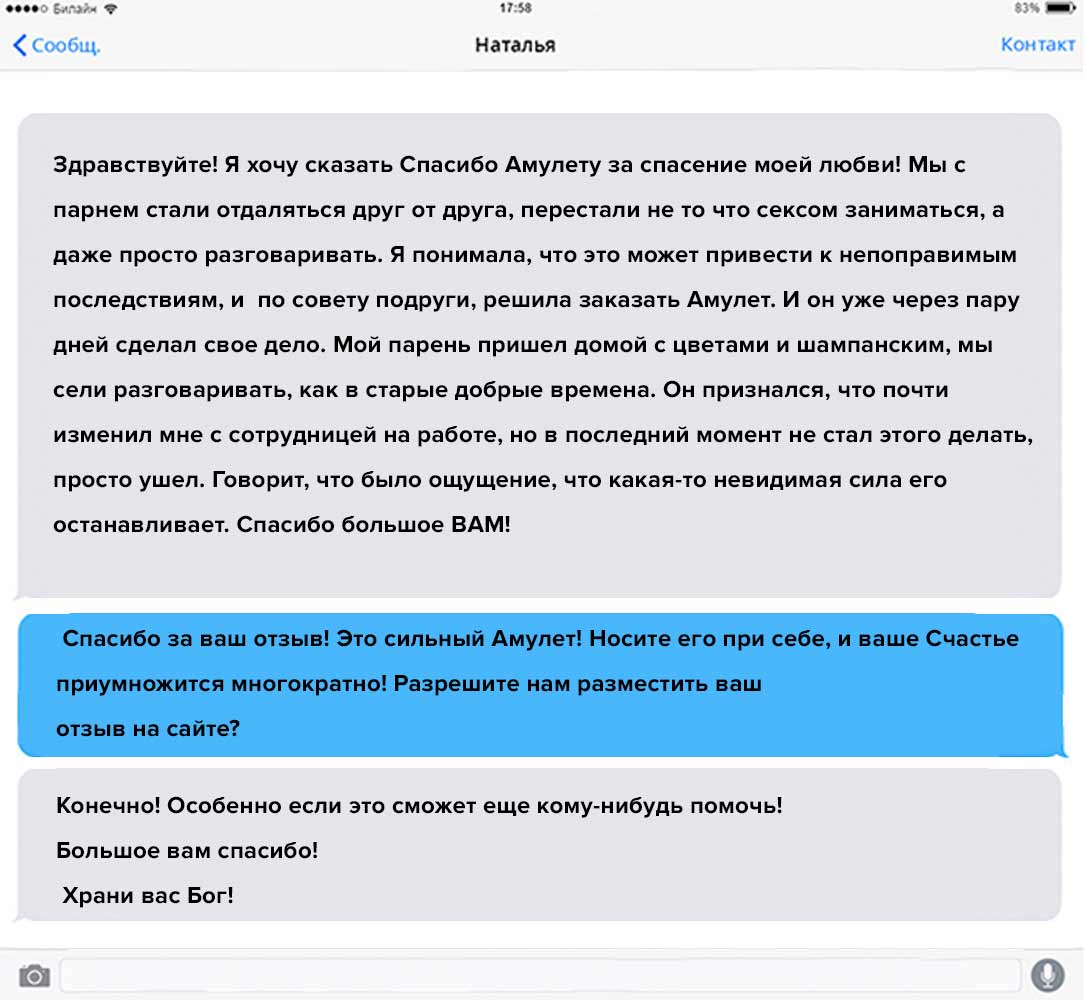 Билайн 17:58 83%
Сообщ. Наталья Контакт
Здравствуйте! Я хочу сказать Спасибо Амулету за спасение моей любви! Мы с
парнем стали отдаляться друг от друга, перестали не то что сексом заниматься, а
даже просто разговаривать. Я понимала, что это может привести к непоправимым
последствиям, и  по совету подруги, решила заказать Амулет. И он уже через пару
дней сделал свое дело. Мой парень пришел домой с цветами и шампанским, мы
сели разговаривать, как в старые добрые времена. Он признался, что почти
изменил мне с сотрудницей на работе, но в последний момент не стал этого делать,
просто ушел. Говорит, что было ощущение, что какая-то невидимая сила его
останавливает. Спасибо большое ВАМ!
Спасибо за ваш отзыв! Это сильный Амулет! Носите его при себе, и ваше Счастье
приумножится многократно! Разрешите нам разместить ваш
отзыв на сайте?
Конечно! Особенно если это сможет еще кому-нибудь помочь!
Большое вам спасибо!
Храни вас Бог!